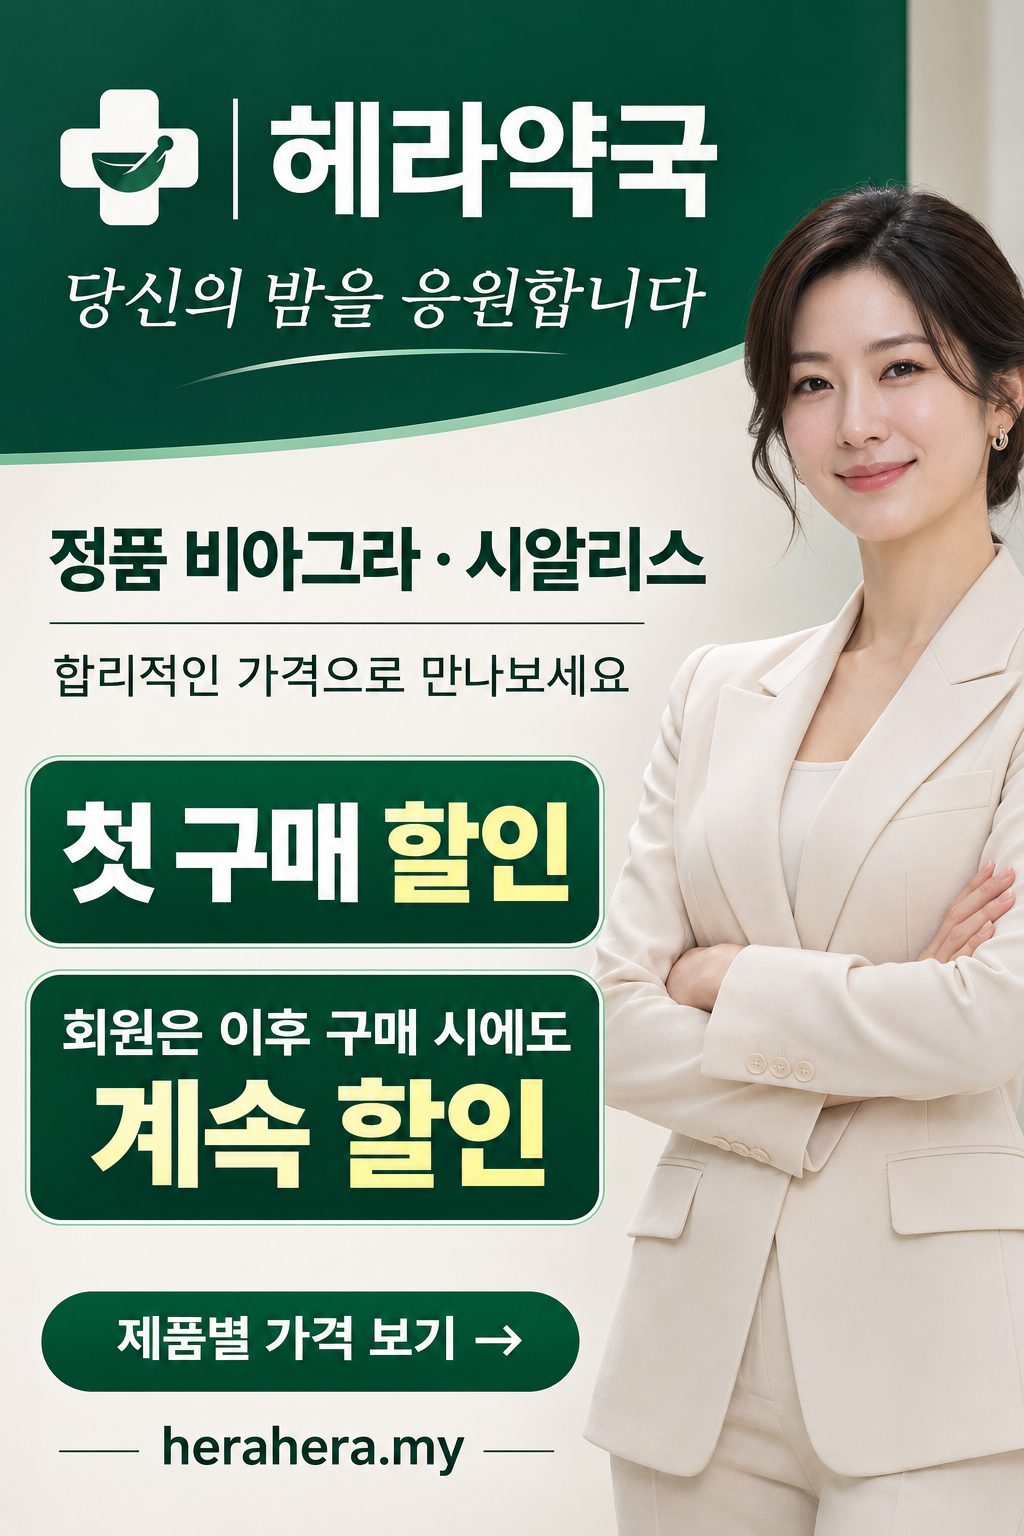 헤라약국
당신의 밤을 응원합니다
정품 비아그라 · 시알리스
합리적인 가격으로 만나보세요
첫 구매 할인
회원은 이후 구매 시에도
계속 할인
제품별 가격 보기 →
herahera.my